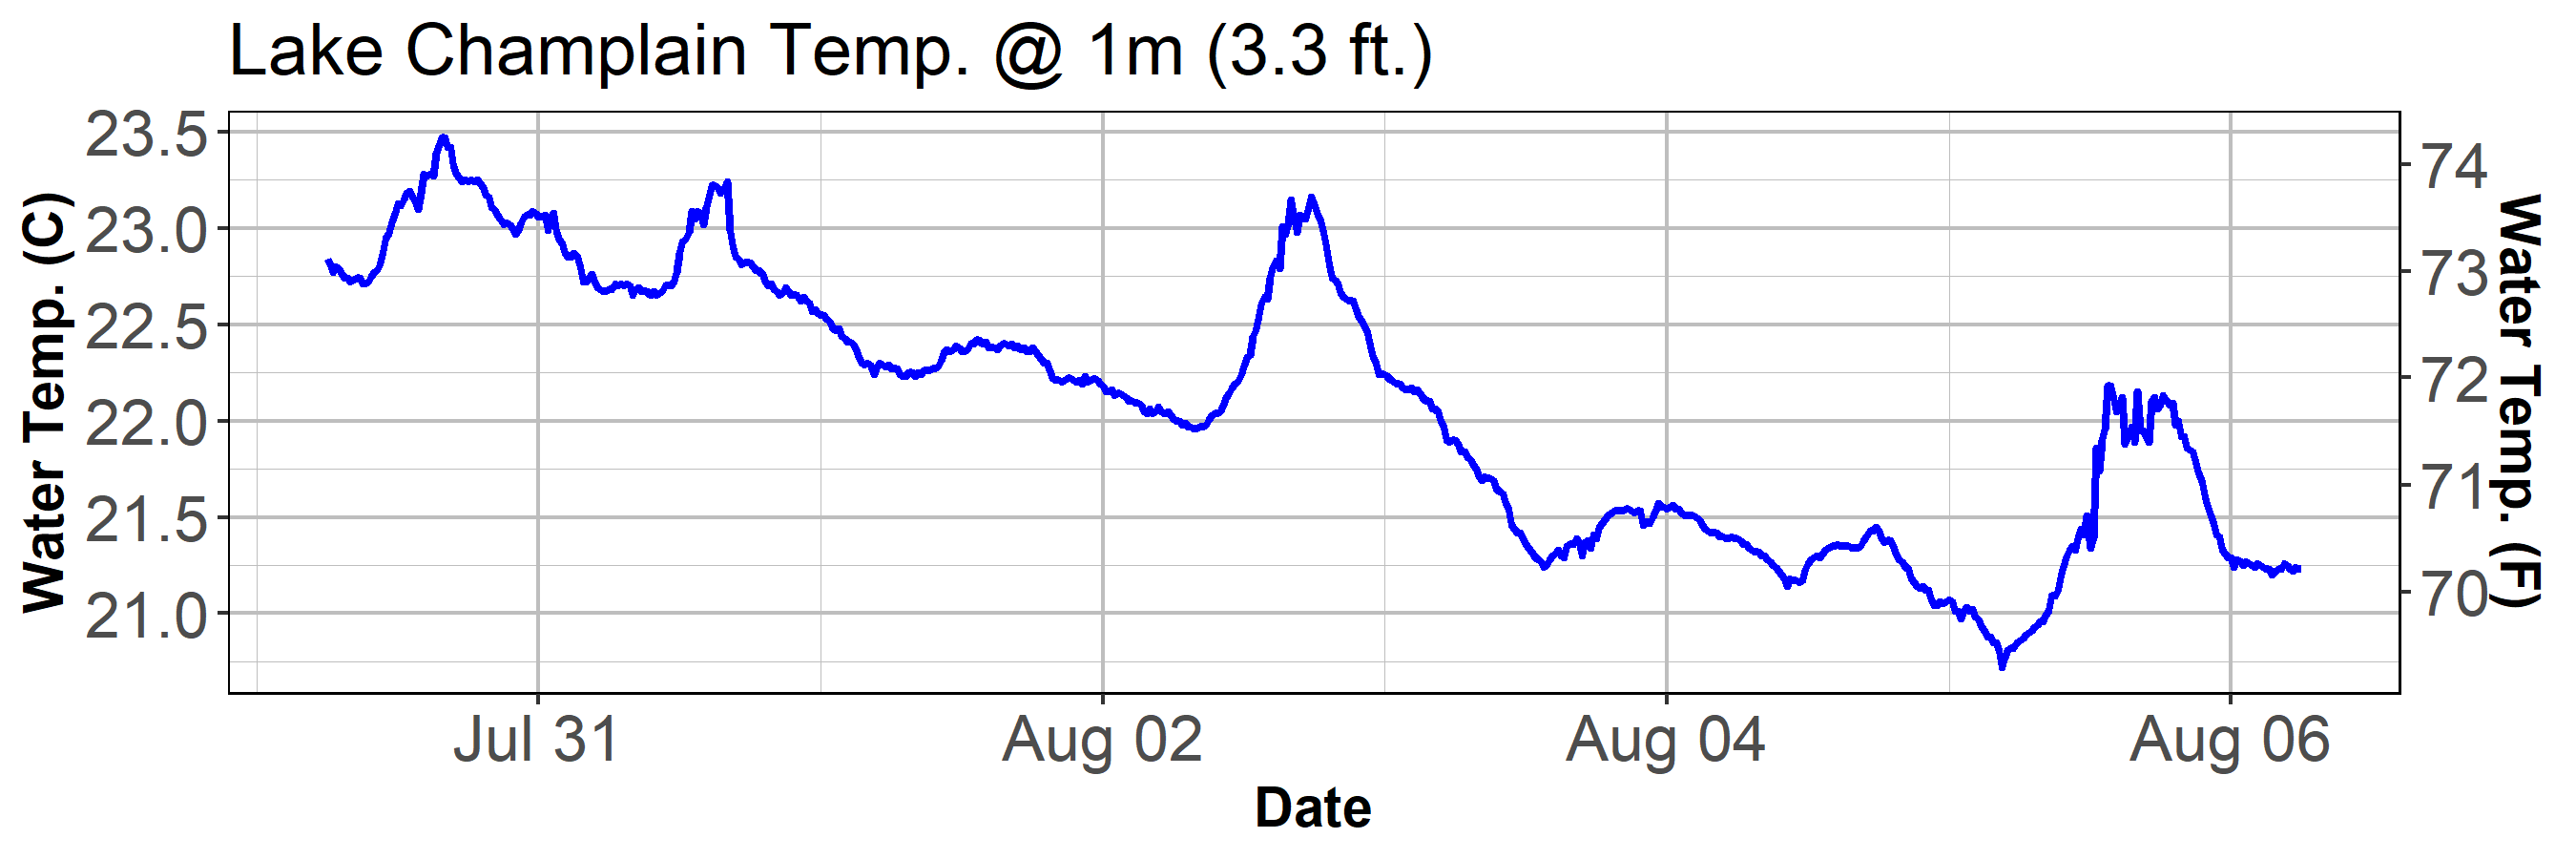 Lake Champlain Temp. @ 1m (3.3 ft.)
Water Temp. (C)
23.5
23.0
22.5
22.0
21.5
21.0
74
73
72
71
70
Water Temp. (F)
Jul 31
Aug 02
Aug 04
Aug 06
Date